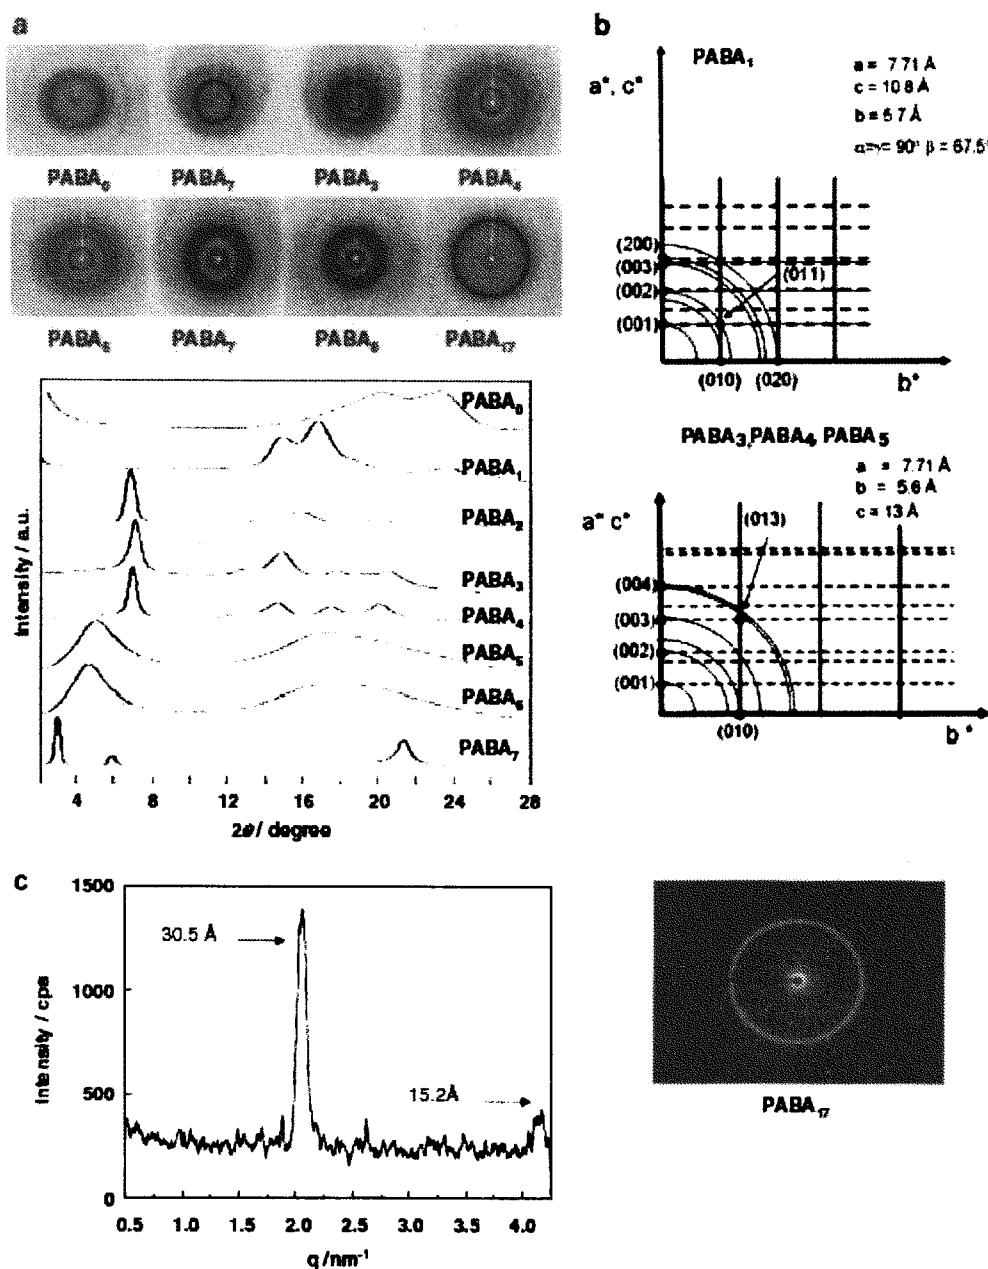 a
PABA₀ PABA₇ PABA₃ PABA₄
PABA₅ PABA₇ PABA₆ PABA₁₇
Intensity / a.u.
PABA₀
PABA₁
PABA₂
PABA₃
PABA₄
PABA₅
PABA₆
PABA₇
4 8 12 16 20 24 28
2θ / degree
b
PABA₁
a*, c*
a = 7.71 Å
c = 10.8 Å
b = 5.7 Å
α=γ= 90° β = 67.5°
(200)
(003)
(011)
(002)
(001)
(010) (020)
b*
PABA₃, PABA₄ PABA₅
a = 7.71 Å
b = 5.6 Å
c = 13 Å
a* c*
(013)
(004)
(003)
(002)
(001)
(010)
b*
c
Intensity / cps
1500
1000
500
0
30.5 Å
15.2Å
0.5 1.0 1.5 2.0 2.5 3.0 3.5 4.0
q /nm⁻¹
PABA₁₇